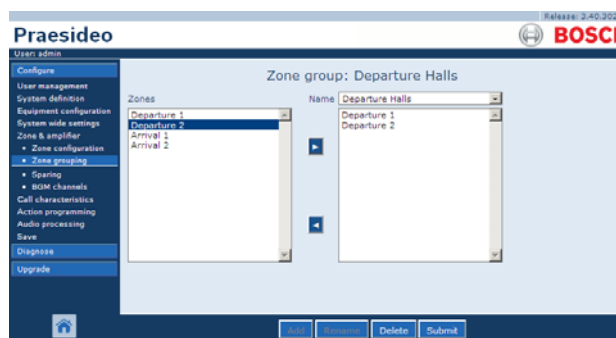 Release: 3.40.302
Praesideo
BOSCH
User: admin
Configure
User management
System definition
Equipment configuration
System wide settings
Zone & amplifier
• Zone configuration
• Zone grouping
• Sparing
• BGM channels
Call characteristics
Action programming
Audio processing
Save
Diagnose
Upgrade
Zone group: Departure Halls
Zones
Departure 1
Departure 2
Arrival 1
Arrival 2
Name Departure Halls
Departure 1
Departure 2
Add Rename Delete Submit